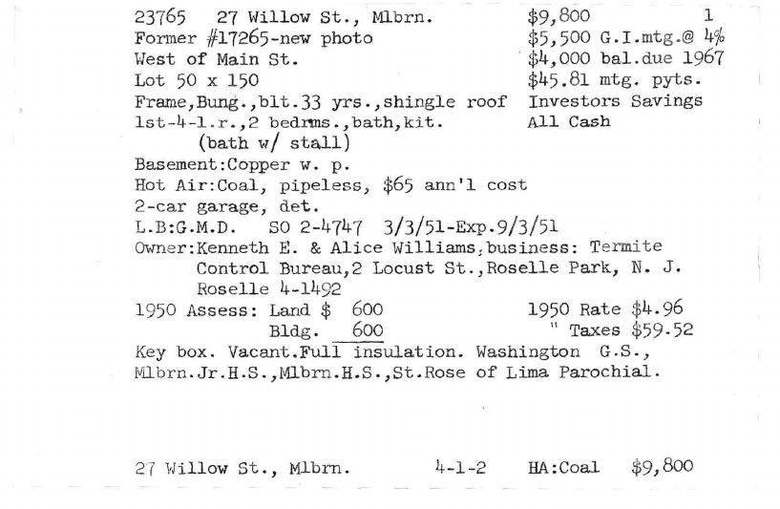 23765 27 Willow St., Mlbrn. $9,800 1
Former #17265-new photo $5,500 G.I.mtg.@ 4%
West of Main St. $4,000 bal.due 1967
Lot 50 x 150 $45.81 mtg. pyts.
Frame,Bung.,blt.33 yrs.,shingle roof Investors Savings
1st-4-l.r.,2 bedrms.,bath,kit. All Cash
(bath w/ stall)
Basement:Copper w. p.
Hot Air:Coal, pipeless, $65 ann'l cost
2-car garage, det.
L.B:G.M.D. SO 2-4747 3/3/51-Exp.9/3/51
Owner:Kenneth E. & Alice Williams,business: Termite
Control Bureau,2 Locust St.,Roselle Park, N. J.
Roselle 4-1492
1950 Assess: Land $ 600 1950 Rate $4.96
Bldg. 600 " Taxes $59.52
Key box. Vacant.Full insulation. Washington G.S.,
Mlbrn.Jr.H.S.,Mlbrn.H.S.,St.Rose of Lima Parochial.
27 Willow St., Mlbrn. 4-1-2 HA:Coal $9,800